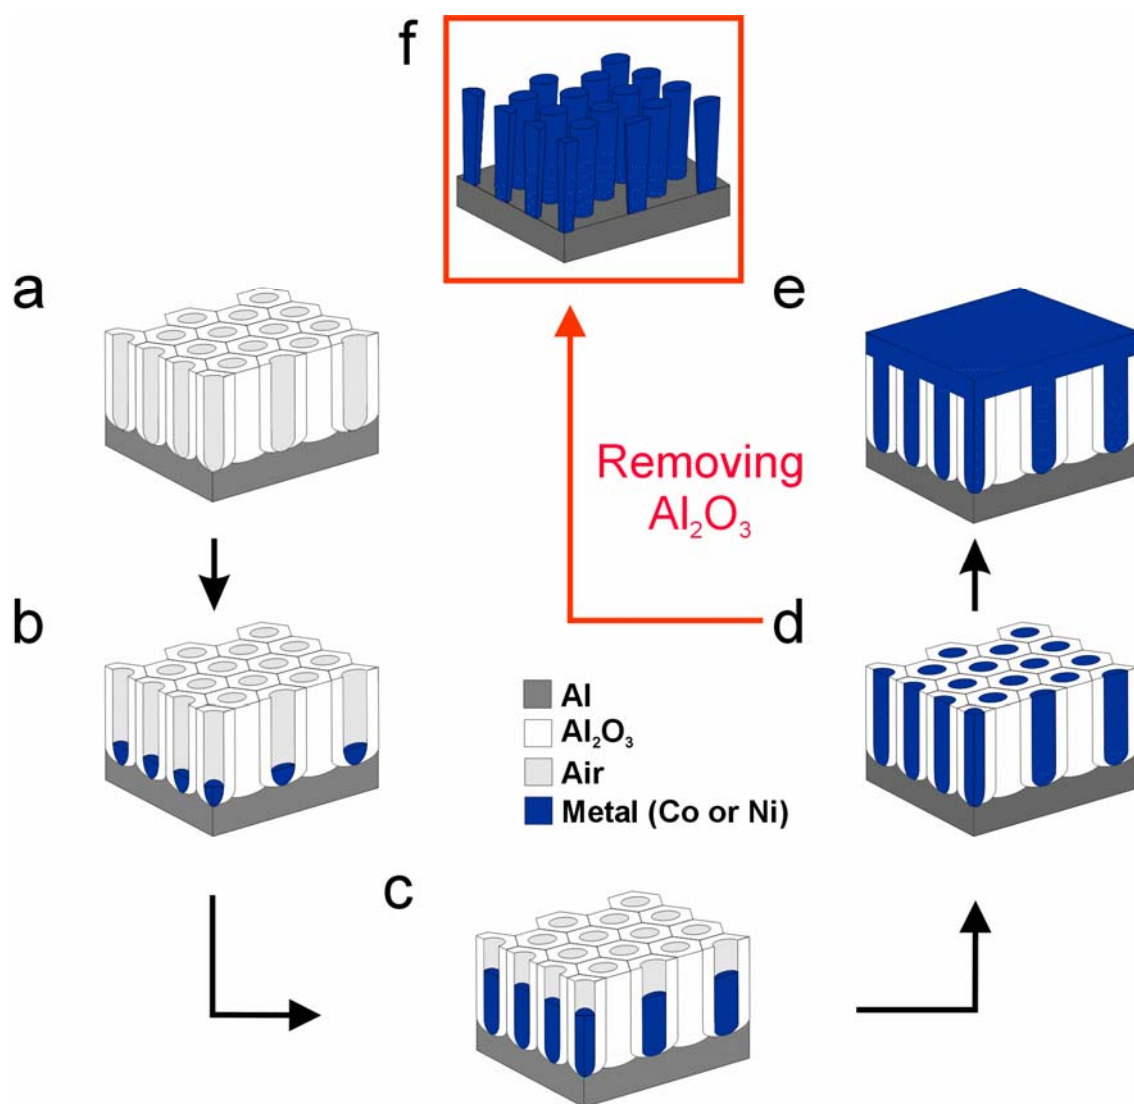 f
a
e
Removing
Al₂O₃
b
d
Al
Al₂O₃
Air
Metal (Co or Ni)
c